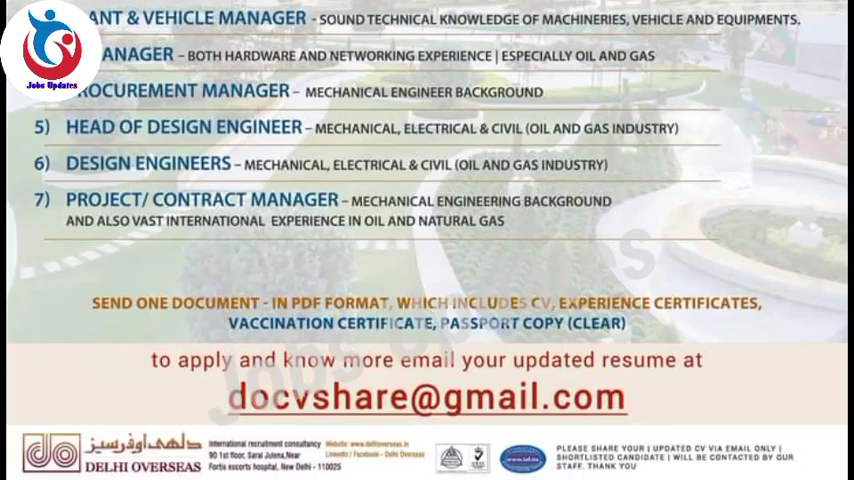 ANT & VEHICLE MANAGER - SOUND TECHNICAL KNOWLEDGE OF MACHINERIES, VEHICLE AND EQUIPMENTS.
ANAGER – BOTH HARDWARE AND NETWORKING EXPERIENCE | ESPECIALLY OIL AND GAS
Jobs Updates
ROCUREMENT MANAGER – MECHANICAL ENGINEER BACKGROUND
5) HEAD OF DESIGN ENGINEER – MECHANICAL, ELECTRICAL & CIVIL (OIL AND GAS INDUSTRY)
6) DESIGN ENGINEERS – MECHANICAL, ELECTRICAL & CIVIL (OIL AND GAS INDUSTRY)
7) PROJECT/ CONTRACT MANAGER – MECHANICAL ENGINEERING BACKGROUND
AND ALSO VAST INTERNATIONAL EXPERIENCE IN OIL AND NATURAL GAS
SEND ONE DOCUMENT - IN PDF FORMAT, WHICH INCLUDES CV, EXPERIENCE CERTIFICATES,
VACCINATION CERTIFICATE, PASSPORT COPY (CLEAR)
to apply and know more email your updated resume at
docvshare@gmail.com
دلهي اوفرسيز
DELHI OVERSEAS
International recruitment consultancy
90 1st floor, Sarai Julena,Near
Fortis escorts hospital, New Delhi - 110025
Website: www.delhioverseas.in
LinkedIn / Facebook - Delhi Overseas
www.iaf.nu
PLEASE SHARE YOUR | UPDATED CV VIA EMAIL ONLY |
SHORTLISTED CANDIDATE | WILL BE CONTACTED BY OUR
STAFF. THANK YOU